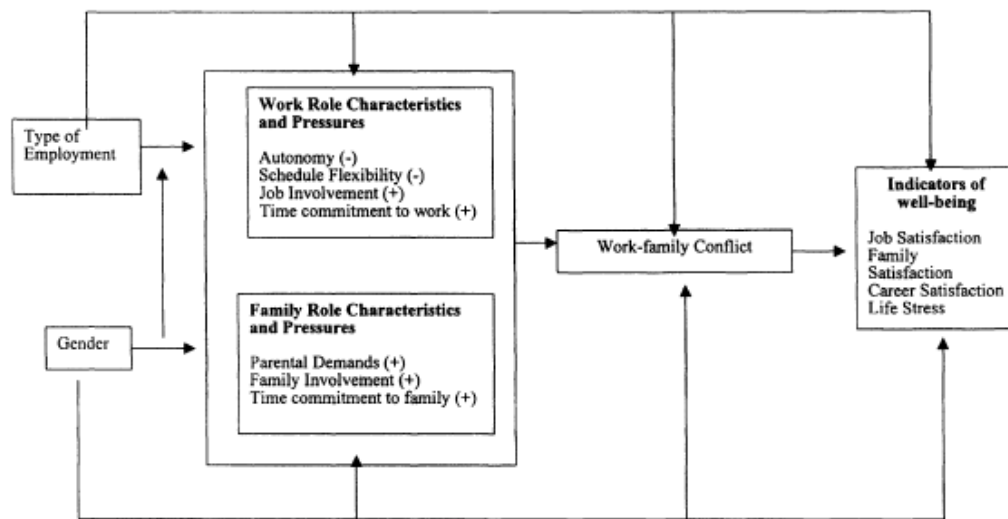 Type of
Employment
Work Role Characteristics
and Pressures
Autonomy (-)
Schedule Flexibility (-)
Job Involvement (+)
Time commitment to work (+)
Gender
Family Role Characteristics
and Pressures
Parental Demands (+)
Family Involvement (+)
Time commitment to family (+)
Work-family Conflict
Indicators of
well-being
Job Satisfaction
Family
Satisfaction
Career Satisfaction
Life Stress